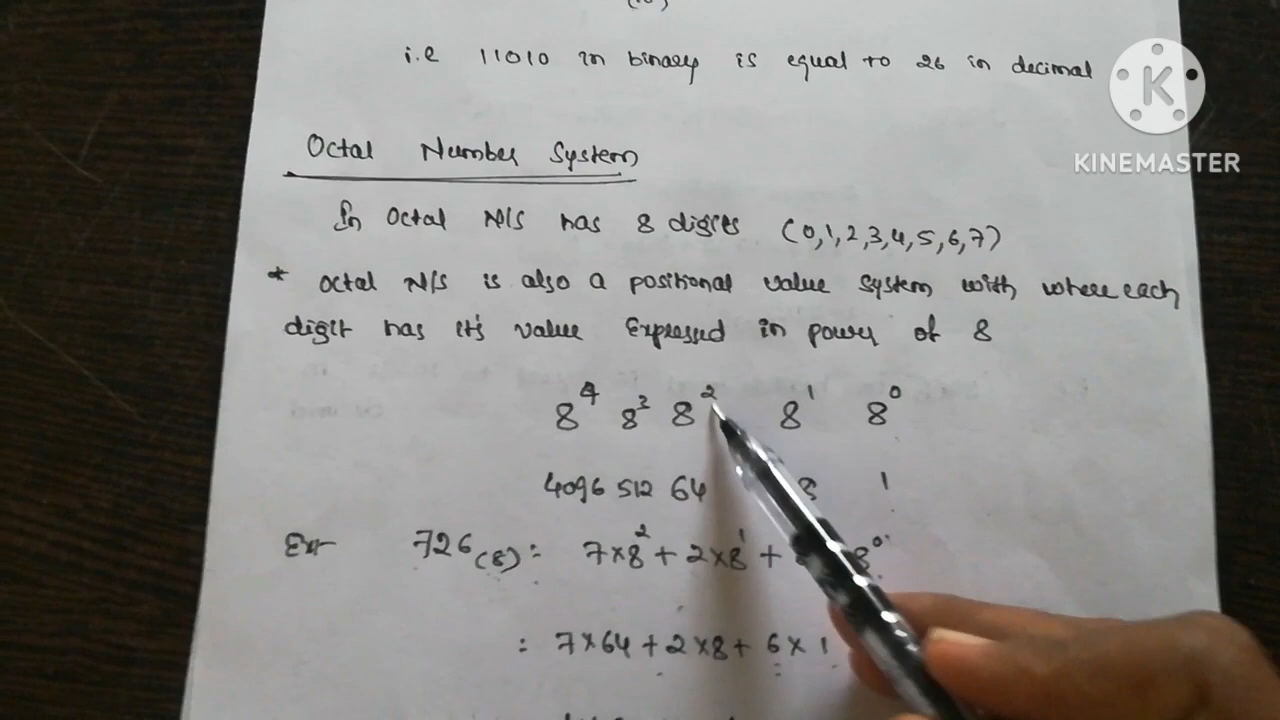 (10)
i.e 11010 in binary is equal to 26 in decimal
K
KINEMASTER
Octal Number System
In Octal N/S has 8 digits (0,1,2,3,4,5,6,7)
* Octal N/S is also a positional value system with where each
digit has it's value Expressed in power of 8
8⁴ 8³ 8² 8¹ 8⁰
4096 512 64 8 1
Ex 726(8) = 7×8² + 2×8¹ + 8⁰
= 7×64 + 2×8 + 6×1